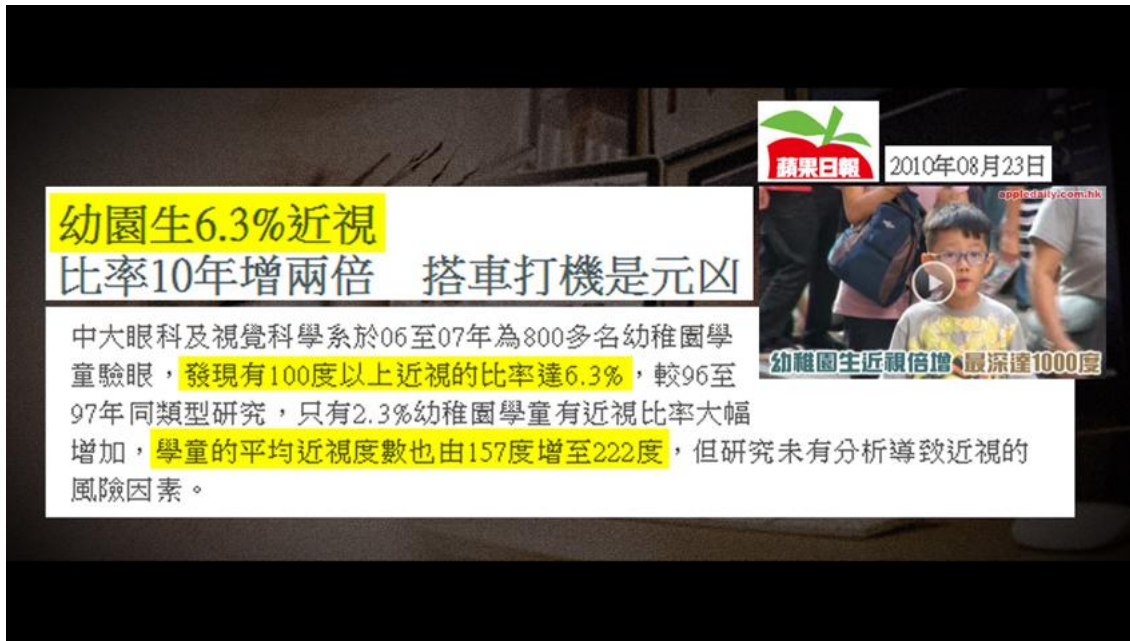 蘋果日報
2010年08月23日
appledaily.com.hk
幼園生6.3%近視
比率10年增兩倍　搭車打機是元凶
幼稚園生近視倍增 最深達1000度
中大眼科及視覺科學系於06至07年為800多名幼稚園學
童驗眼，發現有100度以上近視的比率達6.3%，較96至
97年同類型研究，只有2.3%幼稚園學童有近視比率大幅
增加，學童的平均近視度數也由157度增至222度，但研究未有分析導致近視的
風險因素。